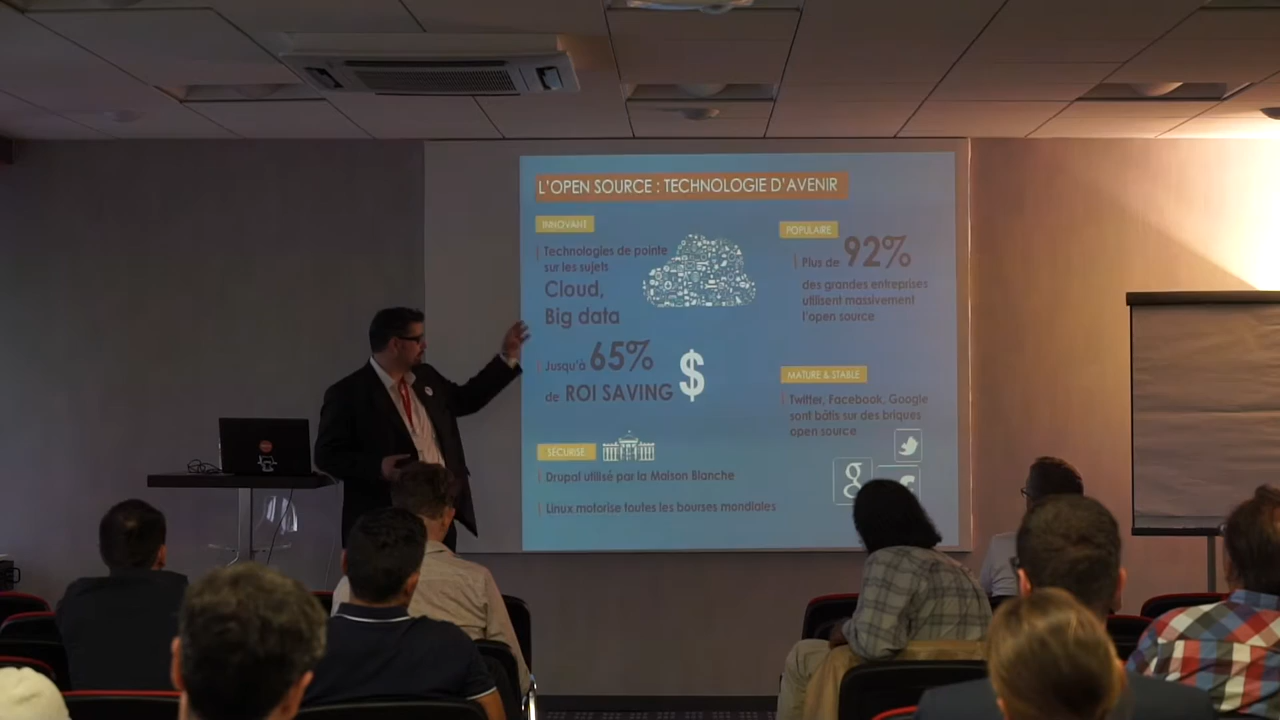 L'OPEN SOURCE : TECHNOLOGIE D'AVENIR
INNOVANT
Technologies de pointe
sur les sujets
Cloud,
Big data
Jusqu'à 65%
de ROI SAVING
$
SÉCURISÉ
Drupal utilisé par la Maison Blanche
Linux motorise toutes les bourses mondiales
POPULAIRE
Plus de 92%
des grandes entreprises
utilisent massivement
l'open source
MATURE & STABLE
Twitter, Facebook, Google
sont bâtis sur des briques
open source
g
f